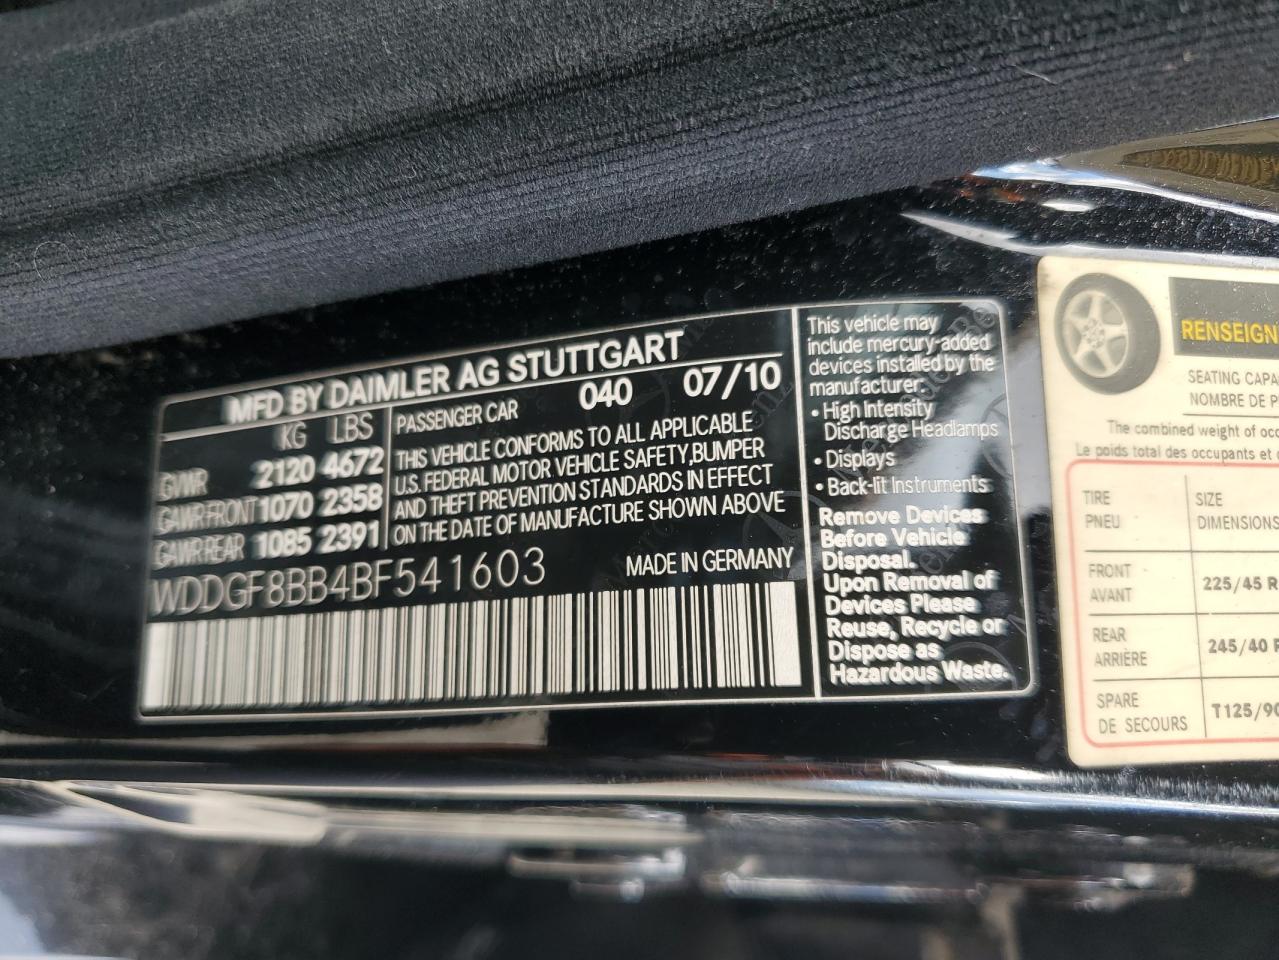 MFD BY DAIMLER AG STUTTGART
KG LBS
GVWR 2120 4672
GAWR FRONT 1070 2358
GAWR REAR 1085 2391
PASSENGER CAR 040 07/10
THIS VEHICLE CONFORMS TO ALL APPLICABLE
U.S. FEDERAL MOTOR VEHICLE SAFETY,BUMPER
AND THEFT PREVENTION STANDARDS IN EFFECT
ON THE DATE OF MANUFACTURE SHOWN ABOVE
WDDGF8BB4BF541603 MADE IN GERMANY
This vehicle may
include mercury-added
devices installed by the
manufacturer:
• High Intensity
Discharge Headlamps
• Displays
• Back-lit Instruments
Remove Devices
Before Vehicle
Disposal.
Upon Removal of
Devices Please
Reuse, Recycle or
Dispose as
Hazardous Waste.
RENSEIGN
SEATING CAPA
NOMBRE DE P
The combined weight of occ
Le poids total des occupants et
TIRE SIZE
PNEU DIMENSIONS
FRONT
AVANT 225/45 R
REAR
ARRIÈRE 245/40 R
SPARE
DE SECOURS T125/90